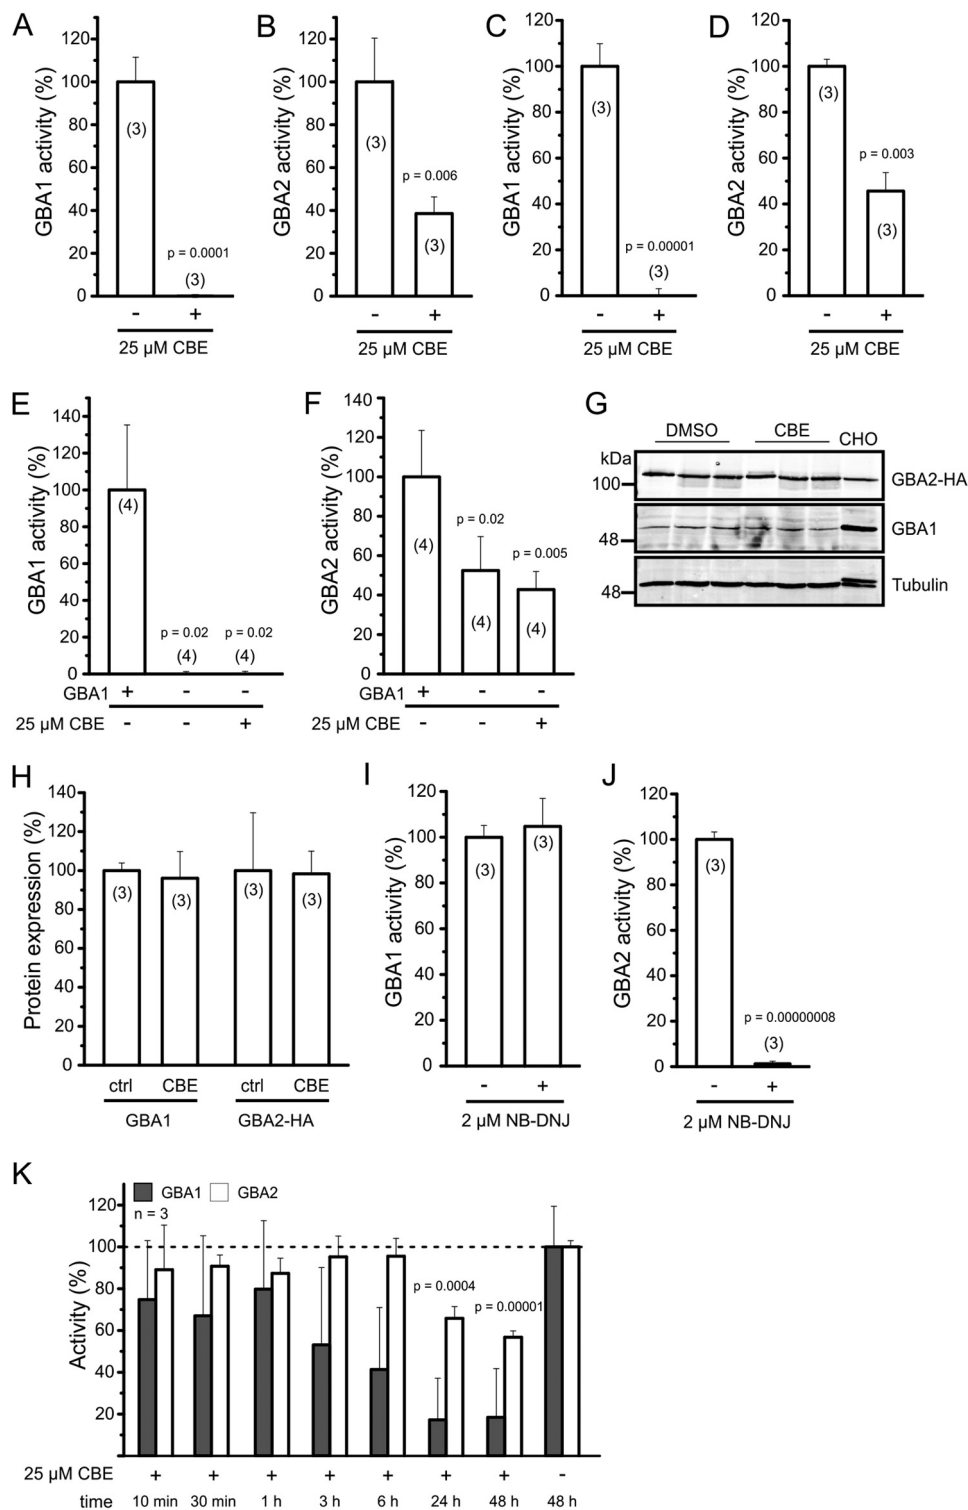 A
GBA1 activity (%)
120
100
80
60
40
20
0
(3)
p = 0.0001
(3)
- +
25 µM CBE
B
GBA2 activity (%)
120
100
80
60
40
20
0
(3)
p = 0.006
(3)
- +
25 µM CBE
C
GBA1 activity (%)
120
100
80
60
40
20
0
(3)
p = 0.00001
(3)
- +
25 µM CBE
D
GBA2 activity (%)
120
100
80
60
40
20
0
(3)
p = 0.003
(3)
- +
25 µM CBE
E
GBA1 activity (%)
140
120
100
80
60
40
20
0
(4)
p = 0.02 p = 0.02
(4) (4)
GBA1 + - -
25 µM CBE - - +
F
GBA2 activity (%)
140
120
100
80
60
40
20
0
(4)
p = 0.02
(4)
p = 0.005
(4)
+ - -
- - +
G
DMSO CBE CHO
kDa
100 GBA2-HA
48 GBA1
48 Tubulin
H
Protein expression (%)
140
120
100
80
60
40
20
0
(3) (3) (3) (3)
ctrl CBE ctrl CBE
GBA1 GBA2-HA
I
GBA1 activity (%)
120
100
80
60
40
20
0
(3) (3)
- +
2 µM NB-DNJ
J
GBA2 activity (%)
120
100
80
60
40
20
0
(3)
p = 0.00000008
(3)
- +
2 µM NB-DNJ
K
Activity (%)
120
100
80
60
40
20
GBA1 GBA2
n = 3
p = 0.0004
p = 0.00001
25 µM CBE + + + + + + + -
time 10 min 30 min 1 h 3 h 6 h 24 h 48 h 48 h